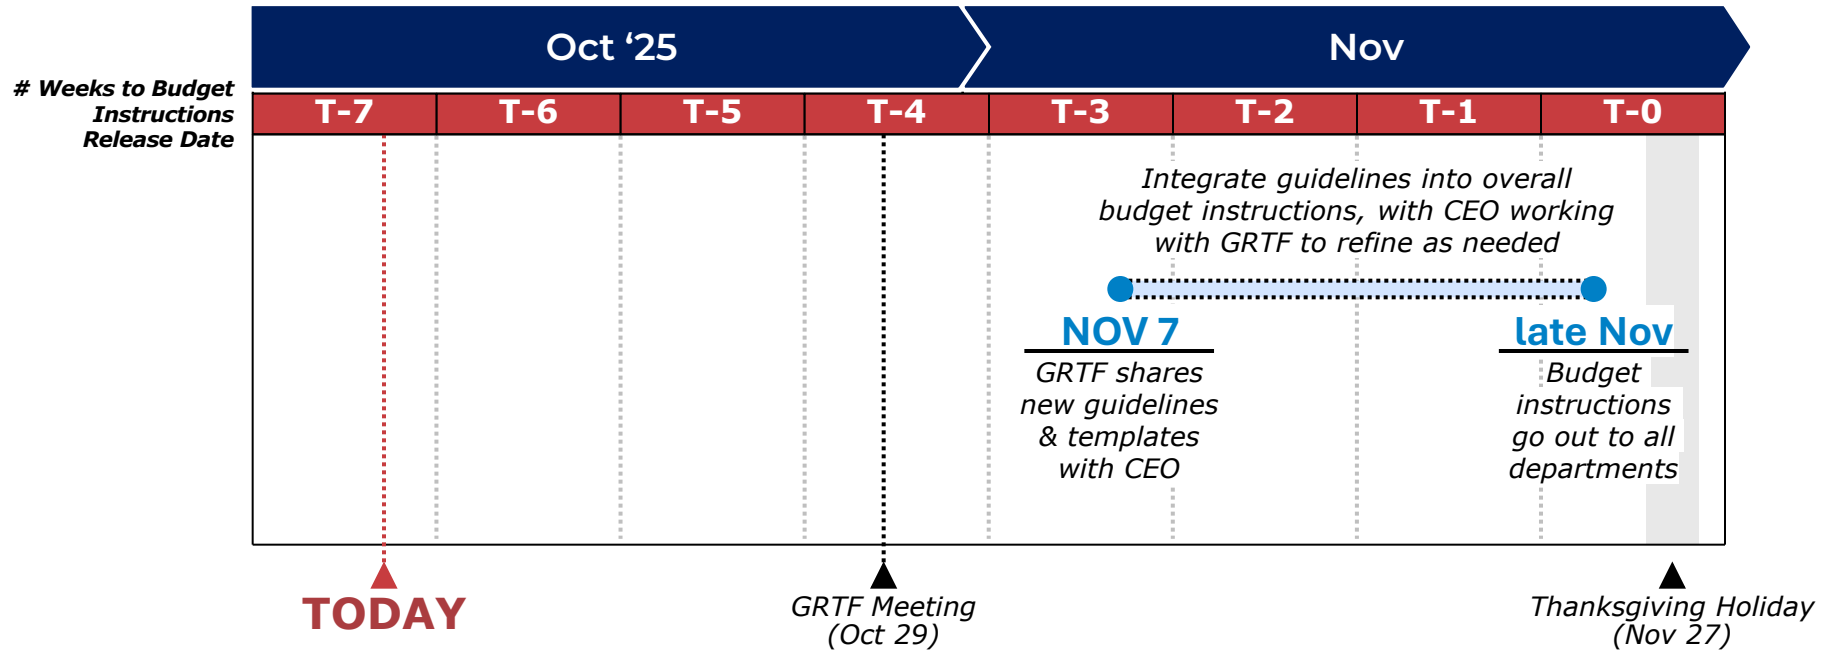 Oct ‘25
Nov
# Weeks to Budget
Instructions
Release Date
T-7
T-6
T-5
T-4
T-3
T-2
T-1
T-0
Integrate guidelines into overall
budget instructions, with CEO working
with GRTF to refine as needed
NOV 7
GRTF shares
new guidelines
& templates
with CEO
late Nov
Budget
instructions
go out to all
departments
TODAY
GRTF Meeting
(Oct 29)
Thanksgiving Holiday
(Nov 27)